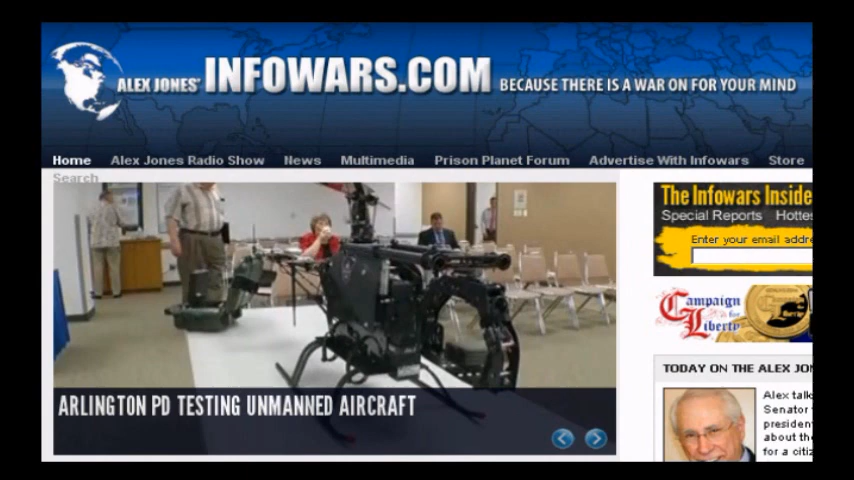 ALEX JONES' INFOWARS.COM BECAUSE THERE IS A WAR ON FOR YOUR MIND
Home Alex Jones Radio Show News Multimedia Prison Planet Forum Advertise With Infowars Store
Search
The Infowars Inside
Special Reports Hottes
Enter your email addre
Campaign
for
Liberty
ARLINGTON PD TESTING UNMANNED AIRCRAFT
TODAY ON THE ALEX JON
Alex talk
Senator
president
about the
for a citiz